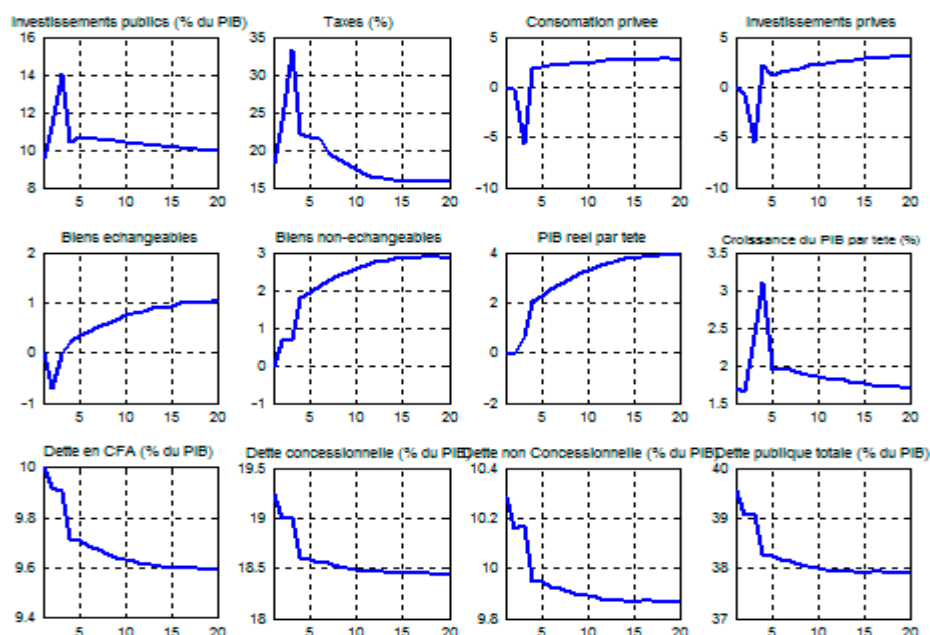 Investissements publics (% du PIB)
Taxes (%)
Consomation privee
Investissements prives
16
14
12
10
8
5 10 15 20
35
30
25
20
15
5 10 15 20
5
0
-5
-10
5 10 15 20
5
0
-5
-10
5 10 15 20
Biens echangeables
Biens non-echangeables
PIB reel par tete
Croissance du PIB par tete (%)
2
1
0
-1
5 10 15 20
3
2
1
0
-1
5 10 15 20
4
2
0
-2
5 10 15 20
3.5
3
2.5
2
1.5
5 10 15 20
Dette en CFA (% du PIB)
Dette concessionnelle (% du PIB)
Dette non Concessionnelle (% du PIB)
Dette publique totale (% du PIB)
10
9.8
9.6
9.4
5 10 15 20
19.5
19
18.5
18
5 10 15 20
10.4
10.2
10
9.8
5 10 15 20
40
39
38
37
5 10 15 20